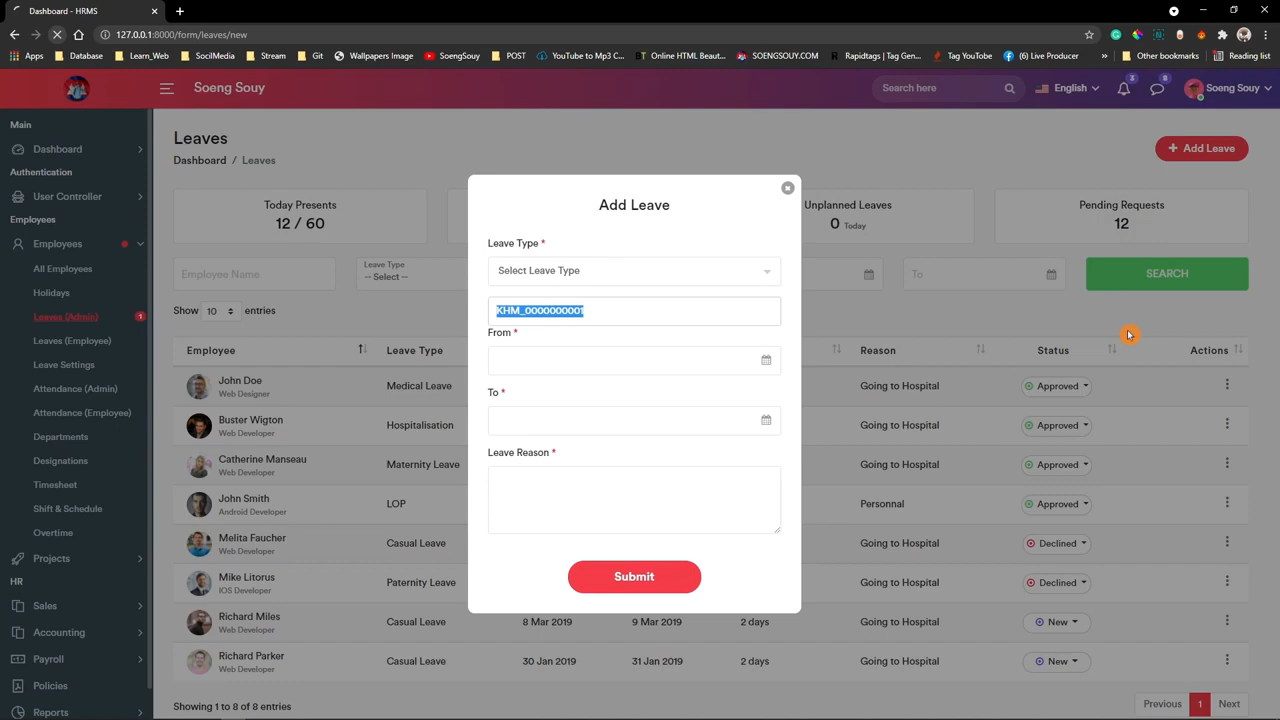 Dashboard - HRMS
127.0.0.1:8000/form/leaves/new
Apps Database Learn_Web SocilMedia Stream Git Wallpapers Image SoengSouy POST YouTube to Mp3 C... Online HTML Beaut... SOENGSOUY.COM Rapidtags | Tag Gen... Tag YouTube (6) Live Producer » Other bookmarks Reading list
Soeng Souy
Search here
English
3
8
Soeng Souy
Main
Dashboard
Authentication
User Controller
Employees
Employees
All Employees
Holidays
Leaves (Admin) 1
Leaves (Employee)
Leave Settings
Attendance (Admin)
Attendance (Employee)
Departments
Designations
Timesheet
Shift & Schedule
Overtime
Projects
HR
Sales
Accounting
Payroll
Policies
Reports
Leaves
Dashboard / Leaves
+ Add Leave
Today Presents
12 / 60
Unplanned Leaves
0 Today
Pending Requests
12
Employee Name
Leave Type
-- Select --
To
SEARCH
Show 10 entries
Employee Leave Type Reason Status Actions
John Doe
Web Designer
Medical Leave Going to Hospital Approved
Buster Wigton
Web Developer
Hospitalisation Going to Hospital Approved
Catherine Manseau
Web Developer
Maternity Leave Going to Hospital Approved
John Smith
Android Developer
LOP Personnal Approved
Melita Faucher
Web Developer
Casual Leave Going to Hospital Declined
Mike Litorus
IOS Developer
Paternity Leave Going to Hospital Declined
Richard Miles
Web Developer
Casual Leave 8 Mar 2019 9 Mar 2019 2 days Going to Hospital New
Richard Parker
Web Developer
Casual Leave 30 Jan 2019 31 Jan 2019 2 days Going to Hospital New
Showing 1 to 8 of 8 entries
Previous 1 Next
Add Leave
Leave Type *
Select Leave Type
KHM_0000000001
From *
To *
Leave Reason *
Submit